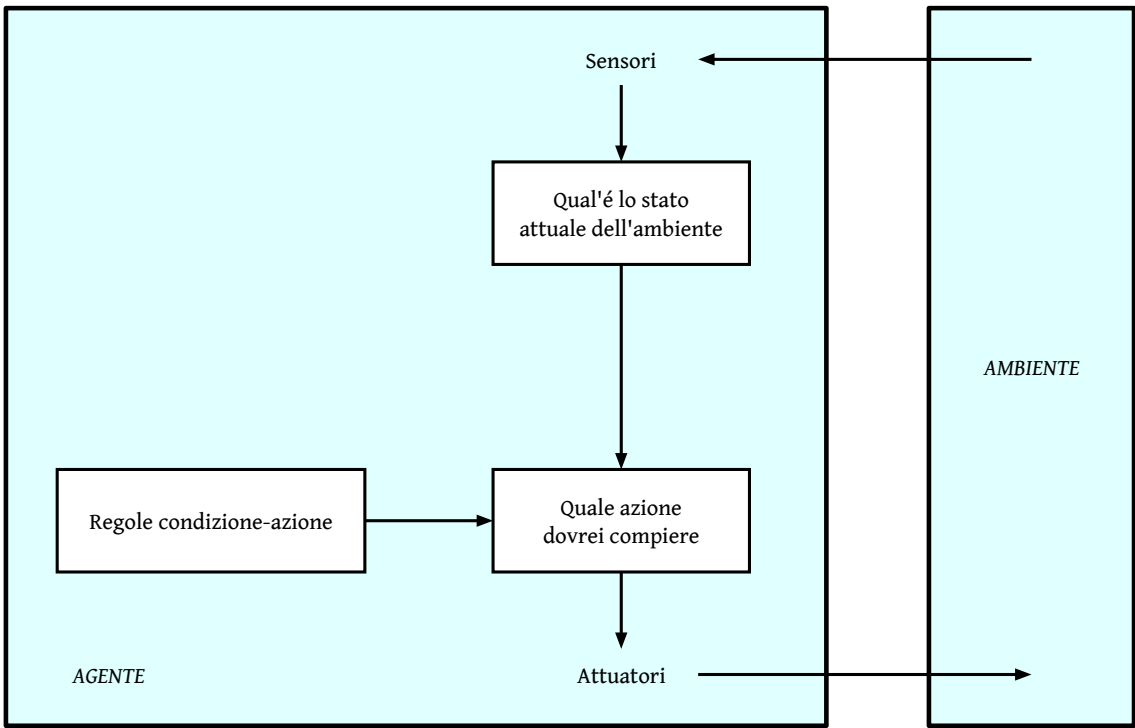 Sensori
Qual'é lo stato
attuale dell'ambiente
AMBIENTE
Regole condizione-azione
Quale azione
dovrei compiere
AGENTE
Attuatori